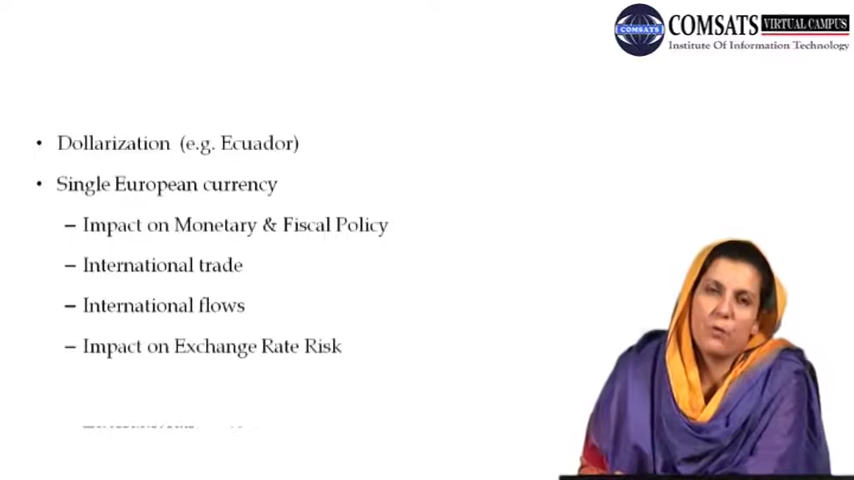 COMSATS
COMSATS VIRTUAL CAMPUS
Institute Of Information Technology
• Dollarization (e.g. Ecuador)
• Single European currency
– Impact on Monetary & Fiscal Policy
– International trade
– International flows
– Impact on Exchange Rate Risk